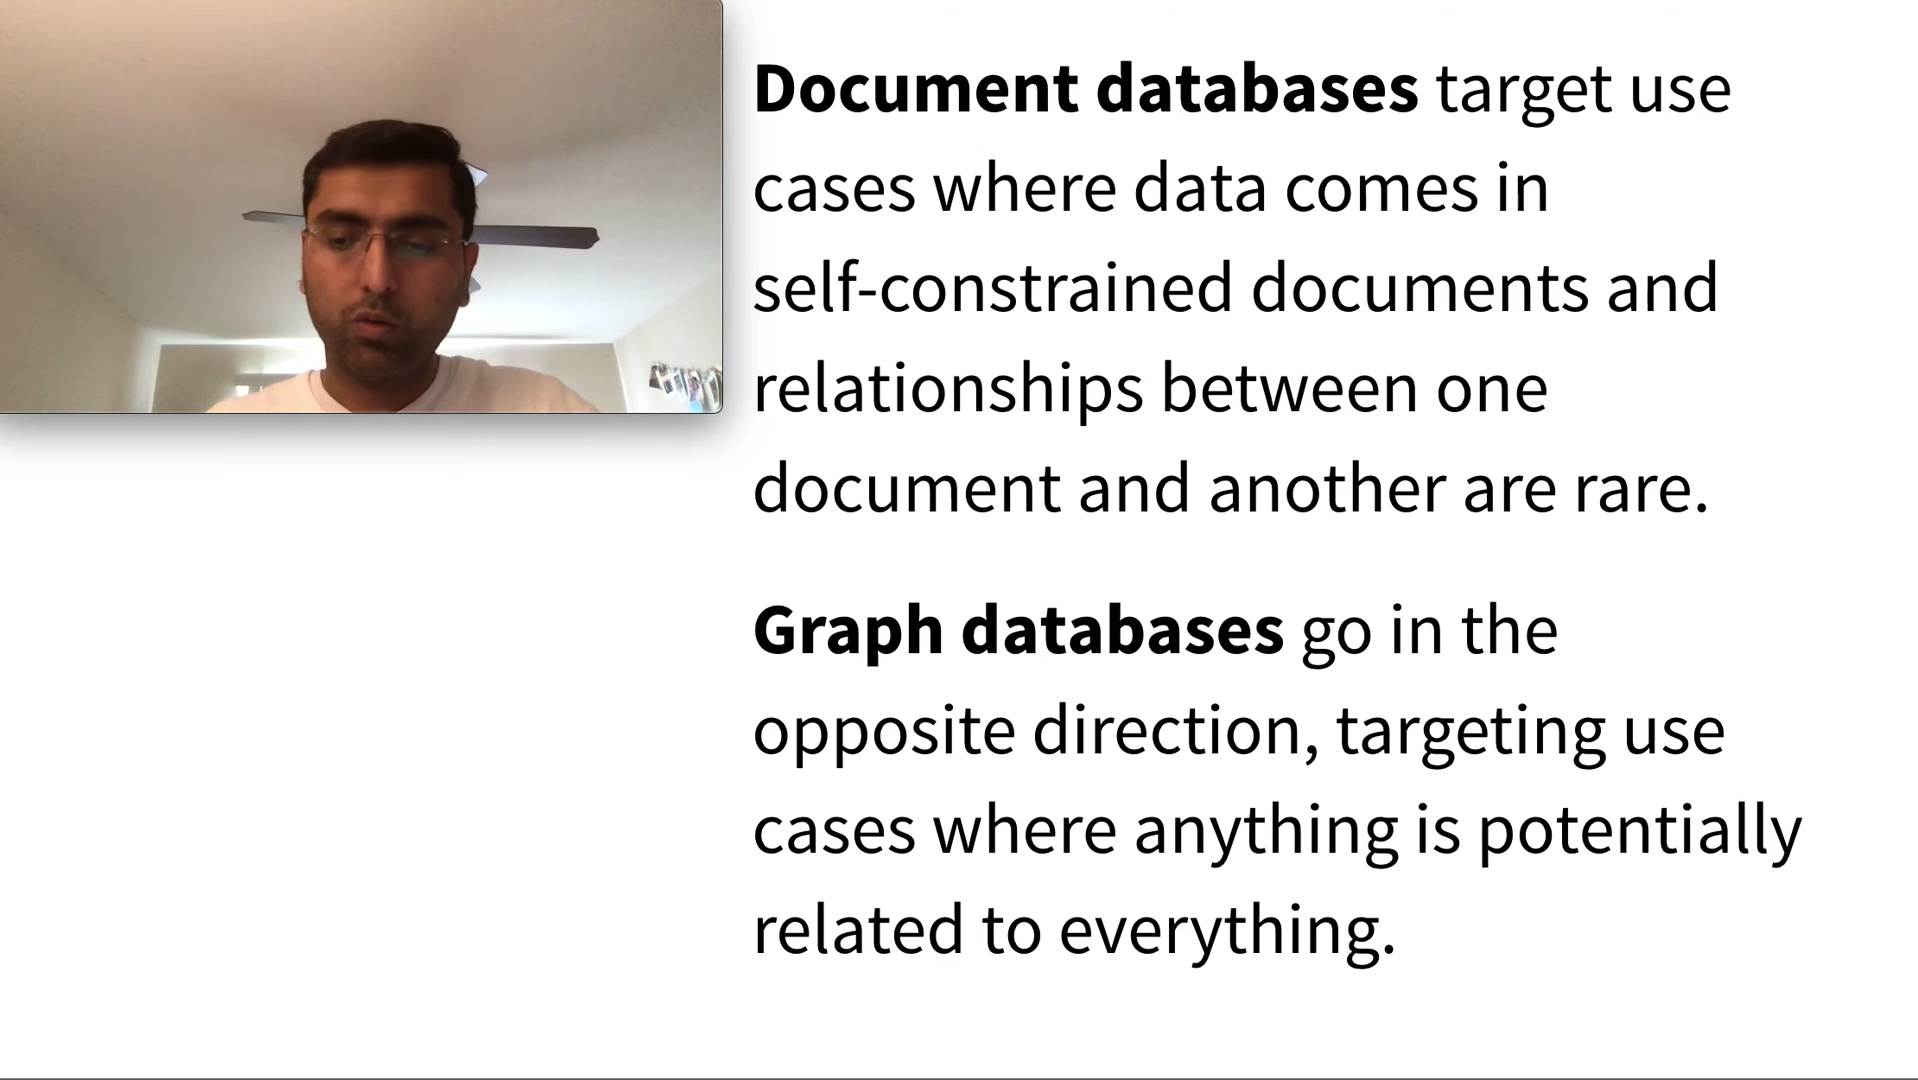 Document databases target use
cases where data comes in
self-constrained documents and
relationships between one
document and another are rare.
Graph databases go in the
opposite direction, targeting use
cases where anything is potentially
related to everything.